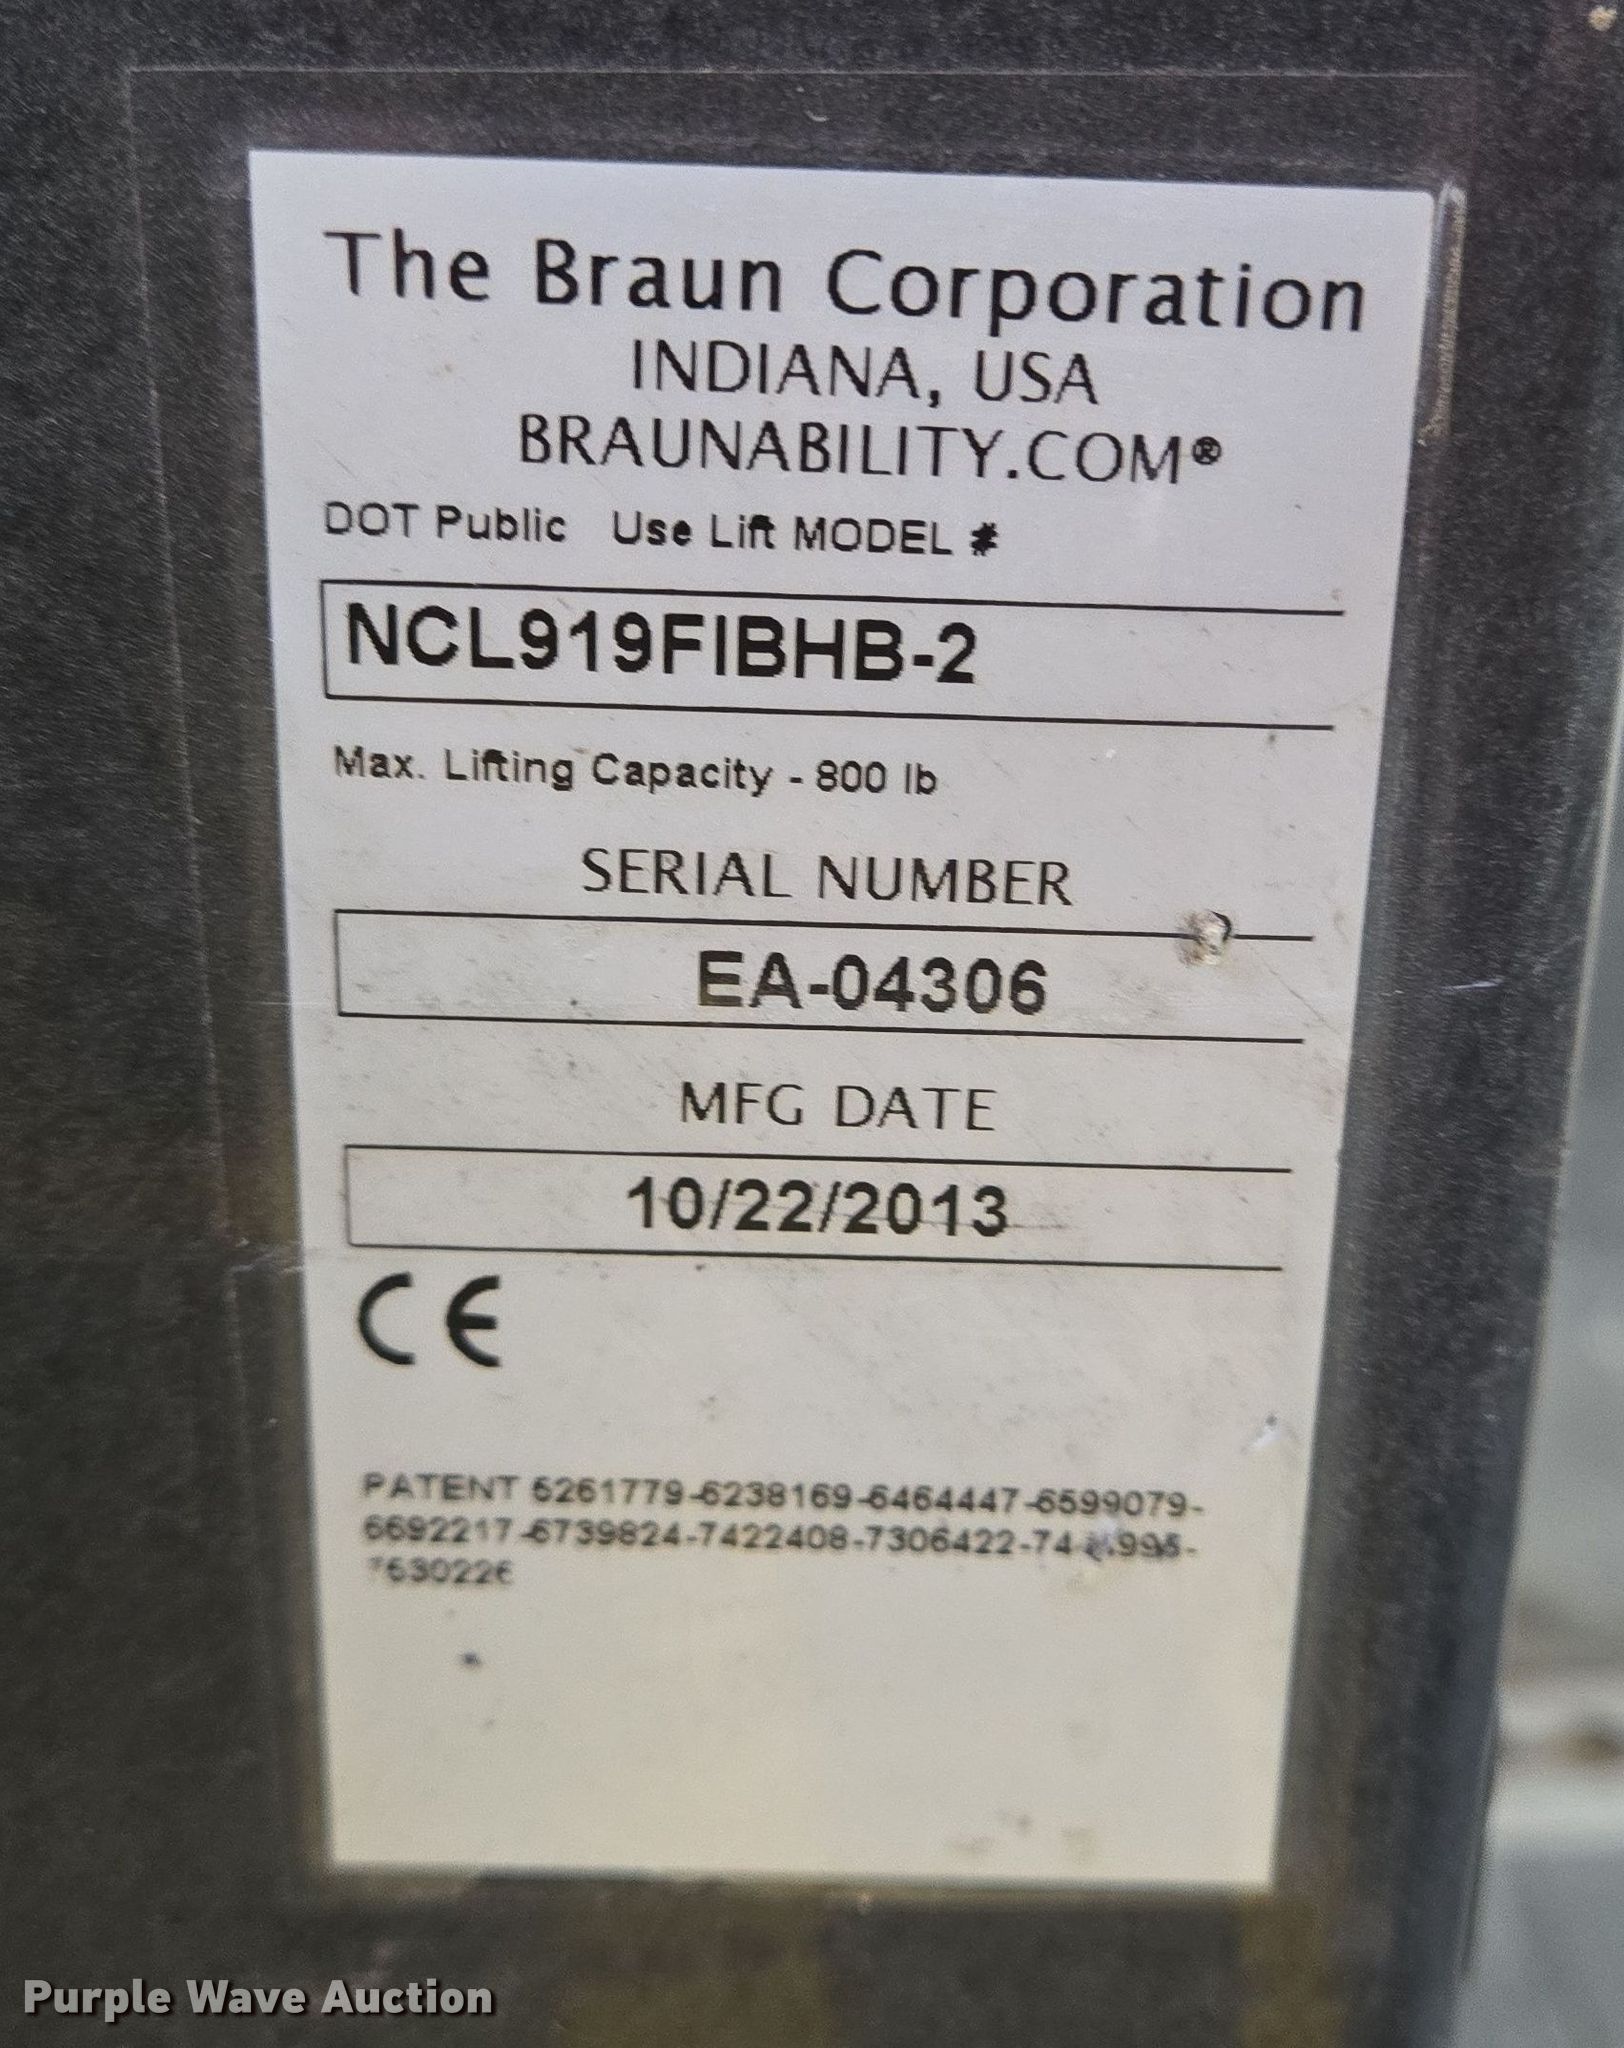 The Braun Corporation
INDIANA, USA
BRAUNABILITY.COM®
DOT Public Use Lift MODEL #
NCL919FIBHB-2
Max. Lifting Capacity - 800 lb
SERIAL NUMBER
EA-04306
MFG DATE
10/22/2013
CE
PATENT 5261779-6238169-6464447-6599079-
6692217-6739824-7422408-7306422-
Purple Wave Auction